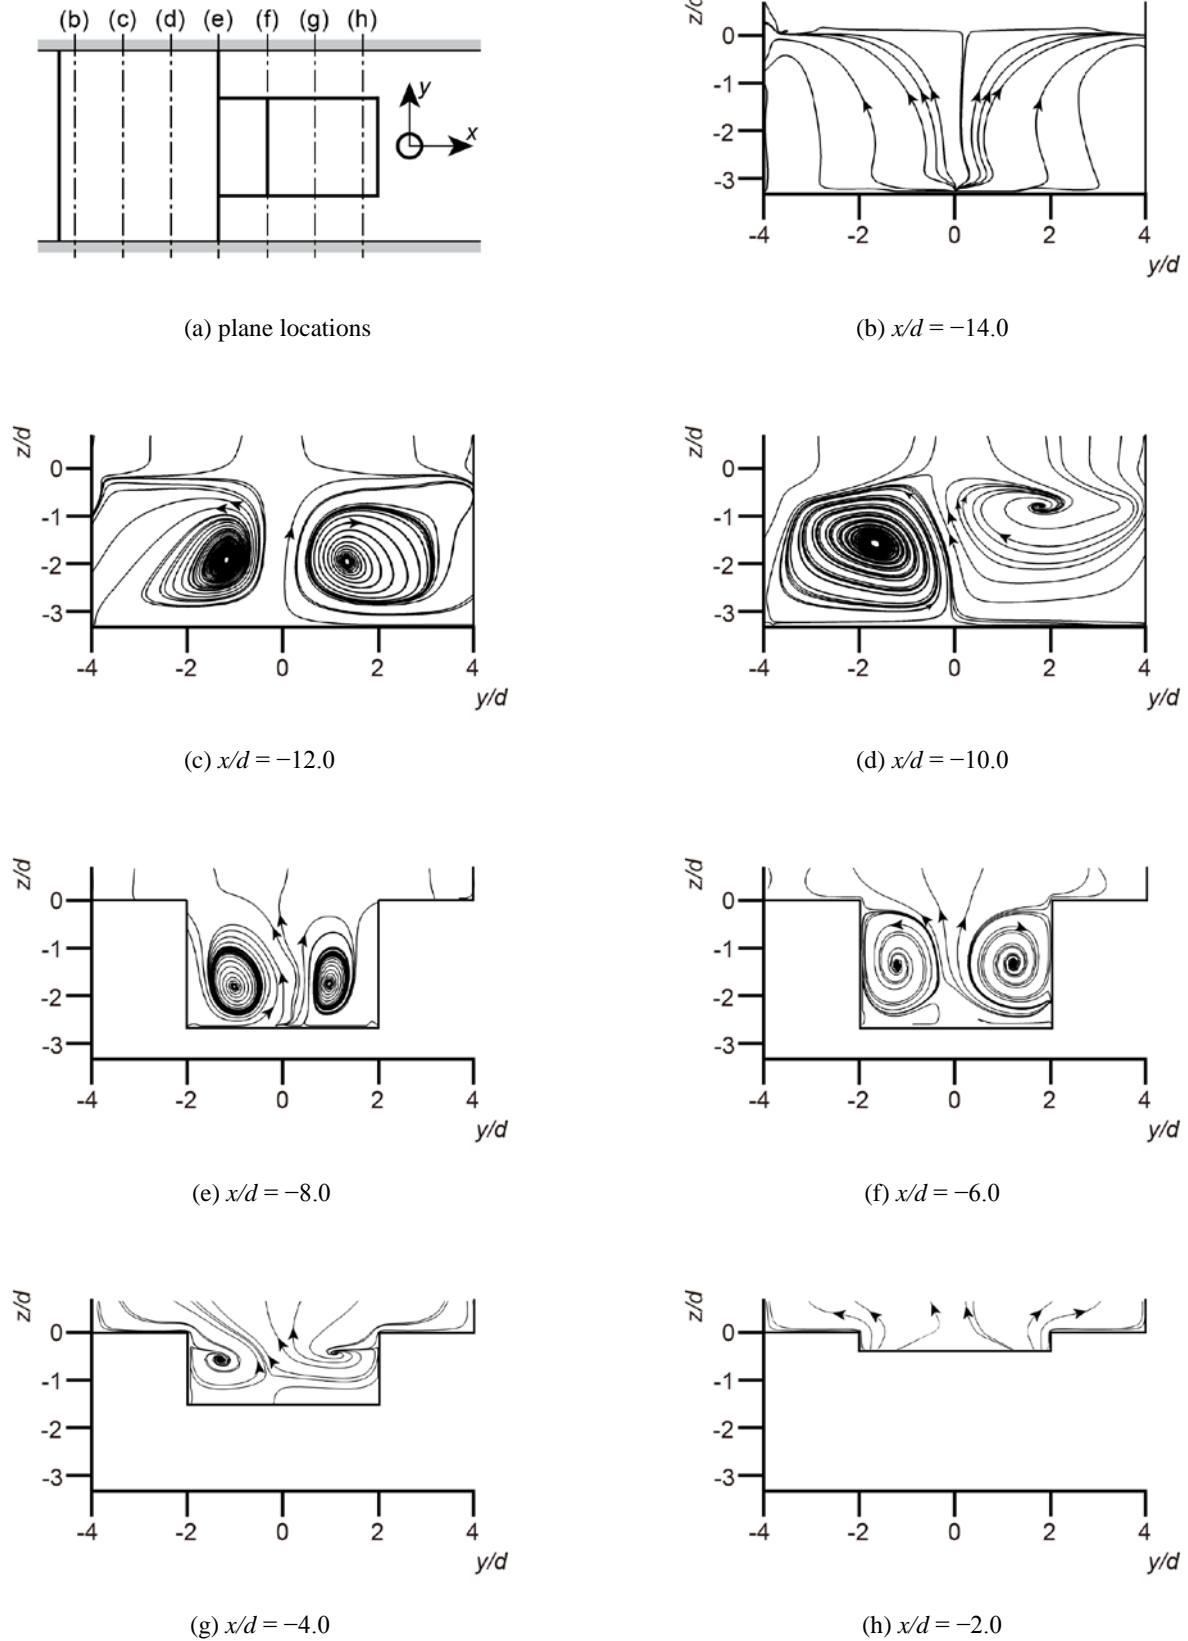 (b) (c) (d) (e) (f) (g) (h)
y
x
(a) plane locations
z/d
0
-1
-2
-3
-4 -2 0 2 4
y/d
(b) x/d = −14.0
z/d
0
-1
-2
-3
-4 -2 0 2 4
y/d
(c) x/d = −12.0
z/d
0
-1
-2
-3
-4 -2 0 2 4
y/d
(d) x/d = −10.0
z/d
0
-1
-2
-3
-4 -2 0 2 4
y/d
(e) x/d = −8.0
z/d
0
-1
-2
-3
-4 -2 0 2 4
y/d
(f) x/d = −6.0
z/d
0
-1
-2
-3
-4 -2 0 2 4
y/d
(g) x/d = −4.0
z/d
0
-1
-2
-3
-4 -2 0 2 4
y/d
(h) x/d = −2.0